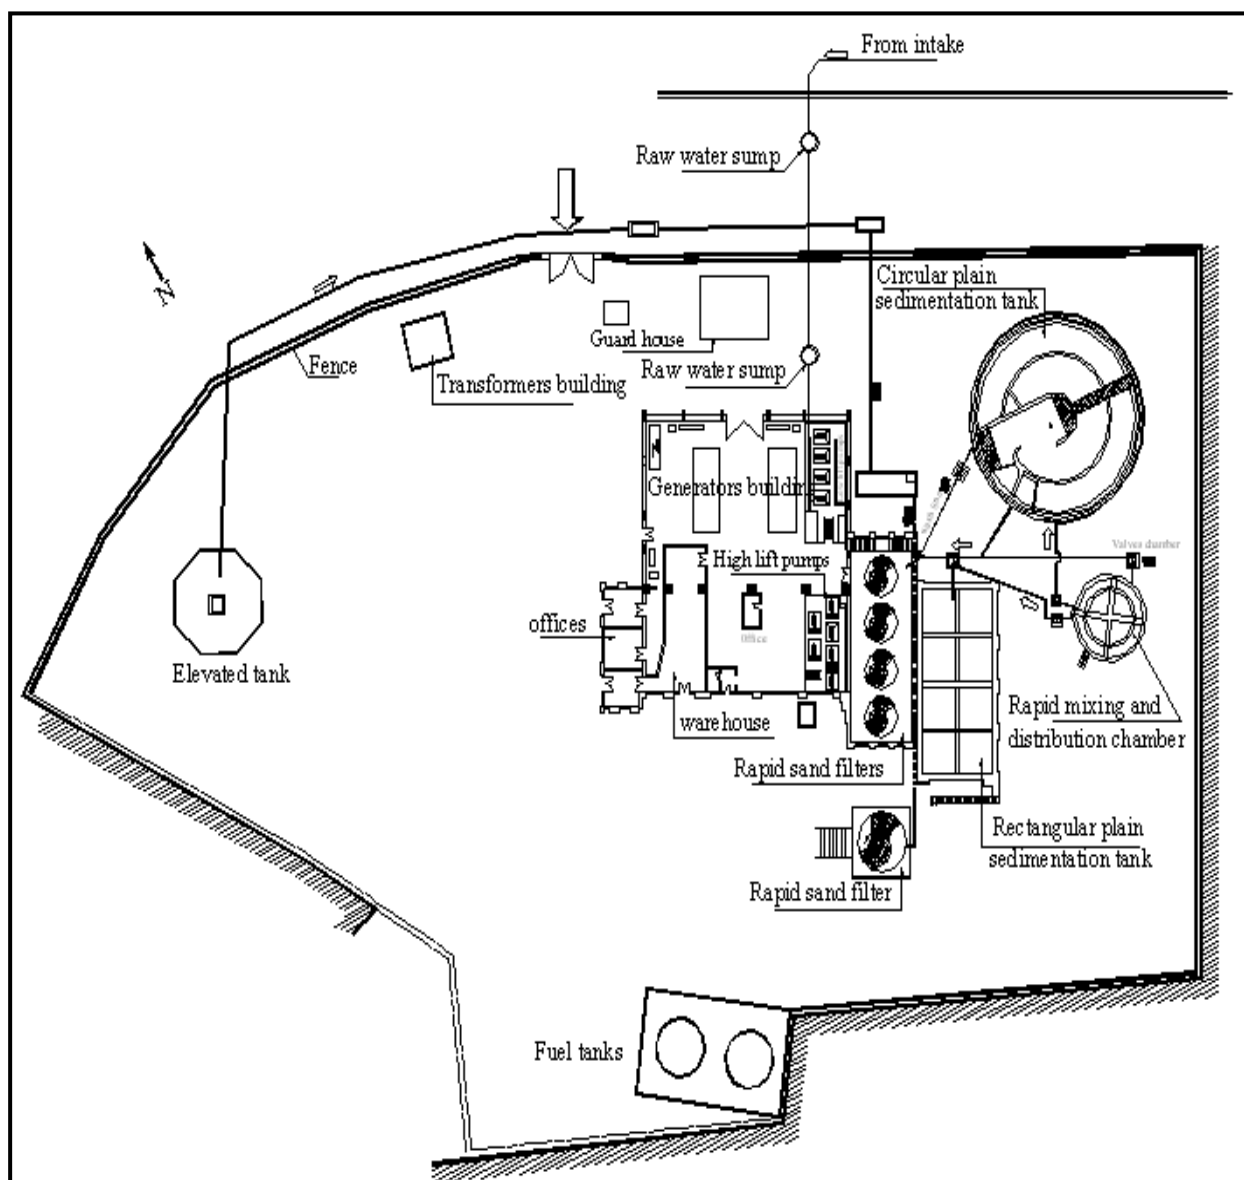 From intake
Raw water sump
N
Circular plain
sedimentation tank
Guard house
Fence
Raw water sump
Transformers building
Generators building
Valves chamber
High lift pumps
offices
Office
Elevated tank
Rapid mixing and
distribution chamber
ware house
Rapid sand filters
Rectangular plain
sedimentation tank
Rapid sand filter
Fuel tanks